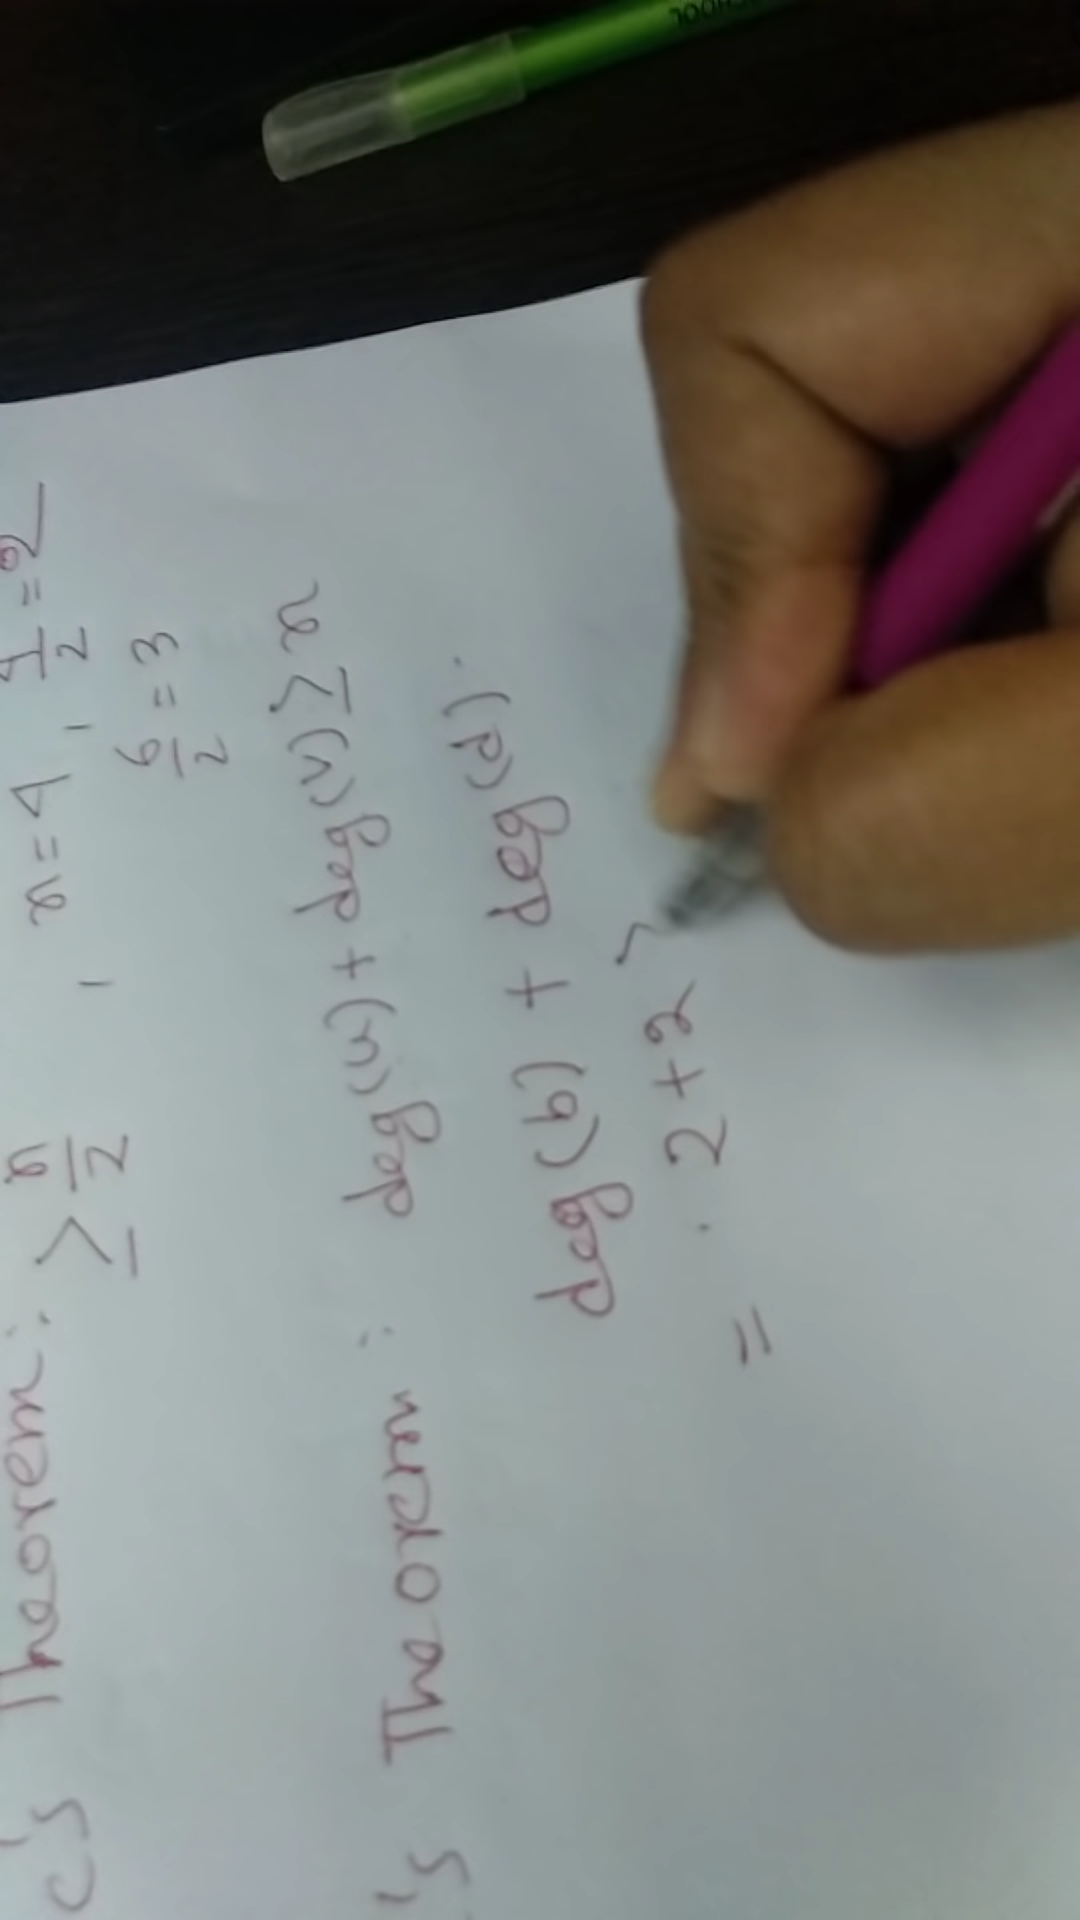 c's Theorem: ≥ n/2 , n=4, 4/2 = 2
6/2 = 3
's Theorem : deg(u)+deg(v) ≥ n
deg(b) + deg(d).
2+2 ≥
=